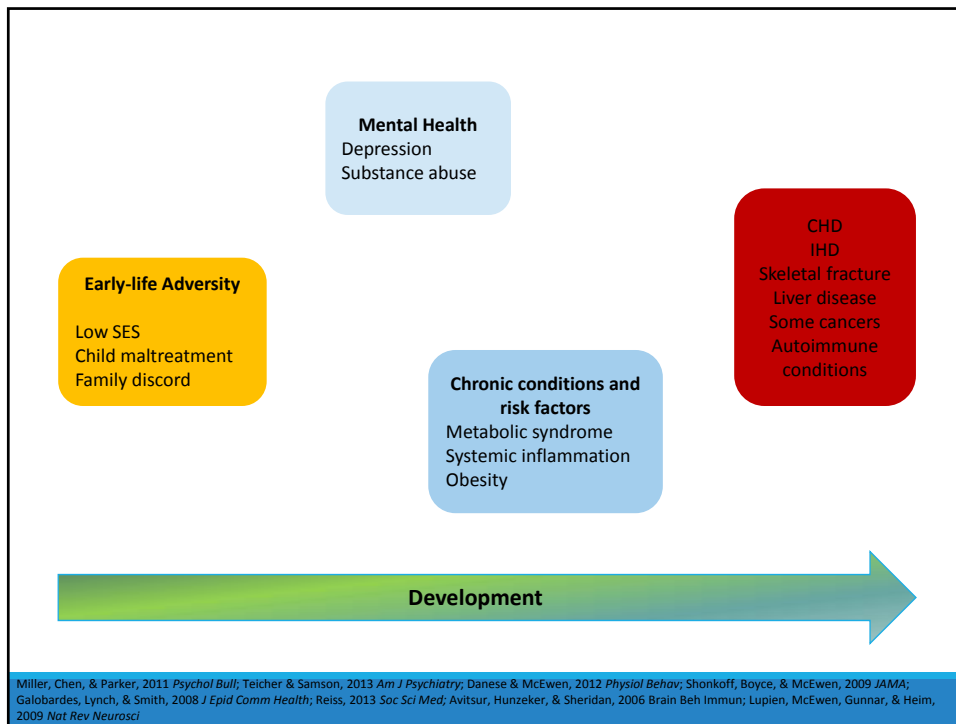 Mental Health
Depression
Substance abuse
Early-life Adversity
Low SES
Child maltreatment
Family discord
Chronic conditions and
risk factors
Metabolic syndrome
Systemic inflammation
Obesity
CHD
IHD
Skeletal fracture
Liver disease
Some cancers
Autoimmune
conditions
Development
Miller, Chen, & Parker, 2011 Psychol Bull; Teicher & Samson, 2013 Am J Psychiatry; Danese & McEwen, 2012 Physiol Behav; Shonkoff, Boyce, & McEwen, 2009 JAMA;
Galobardes, Lynch, & Smith, 2008 J Epid Comm Health; Reiss, 2013 Soc Sci Med; Avitsur, Hunzeker, & Sheridan, 2006 Brain Beh Immun; Lupien, McEwen, Gunnar, & Heim,
2009 Nat Rev Neurosci